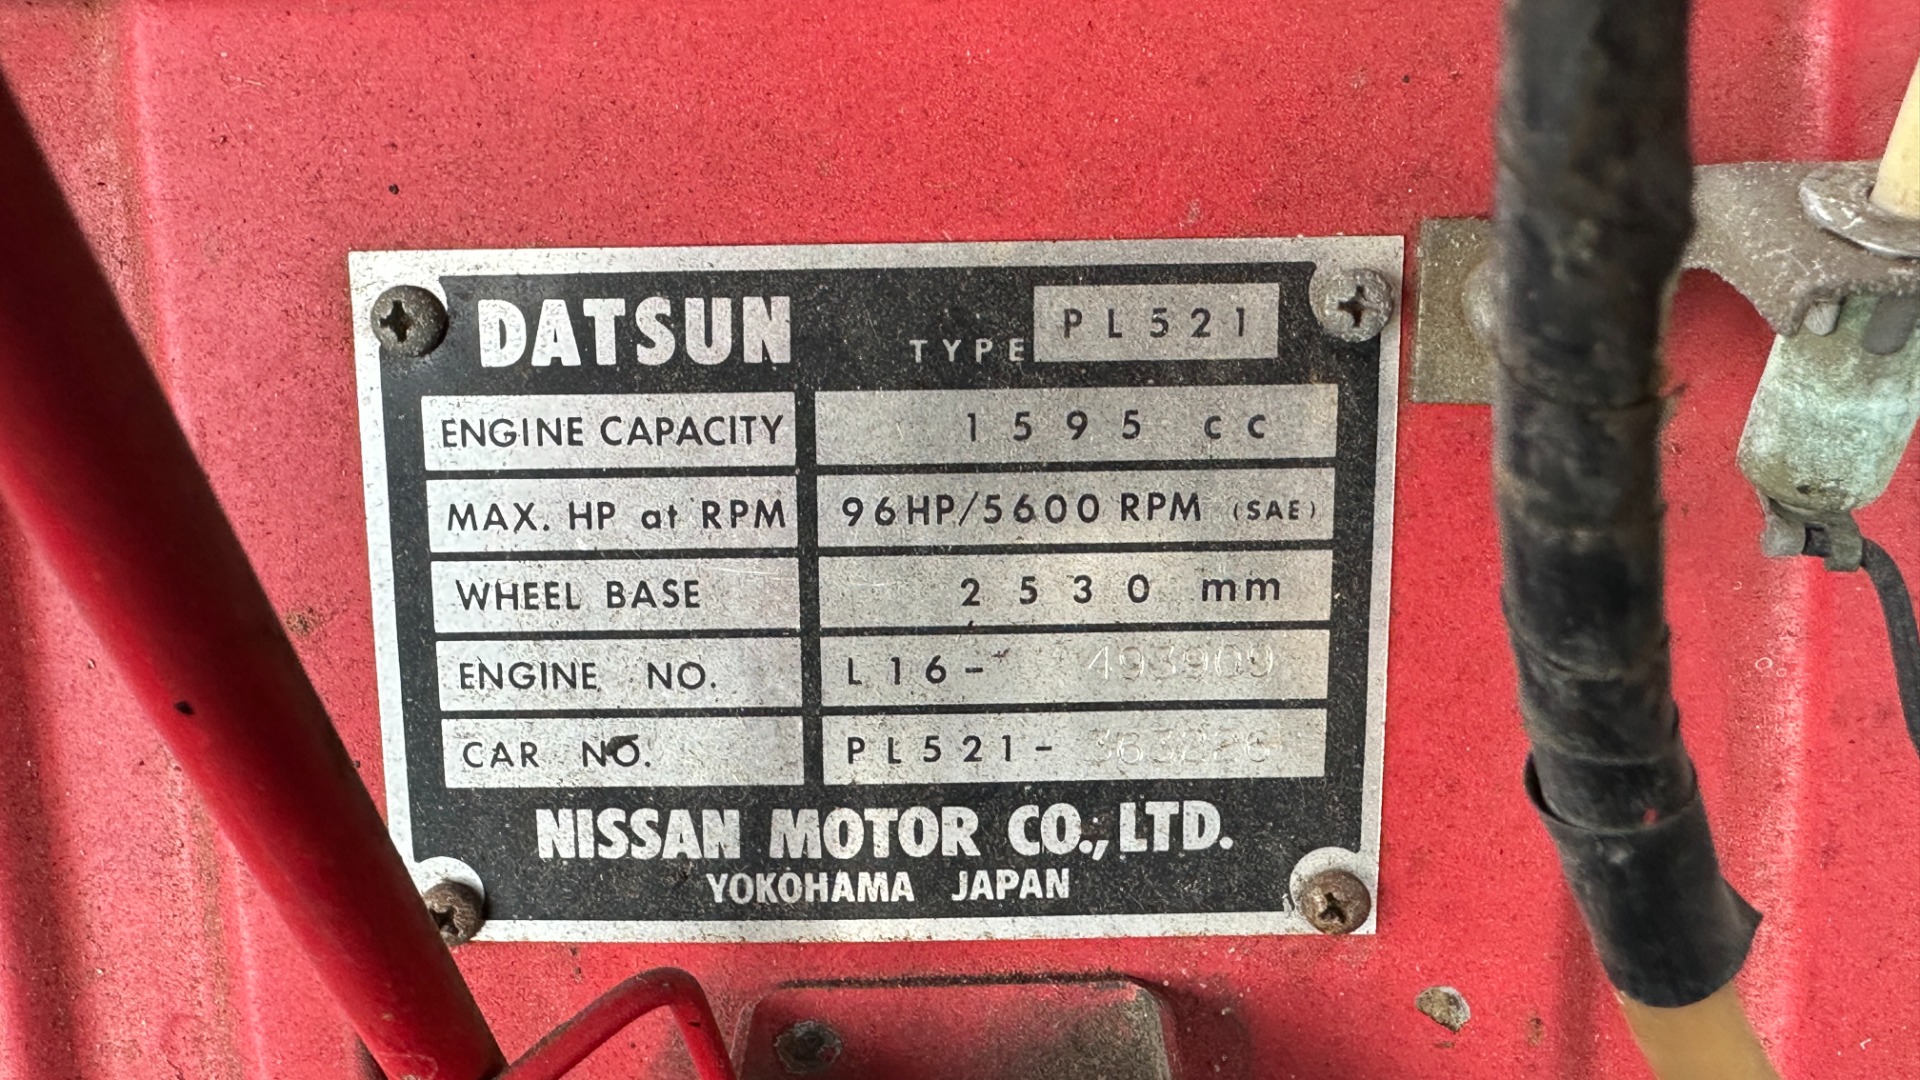 DATSUN TYPE PL521
ENGINE CAPACITY 1595 cc
MAX. HP at RPM 96HP/5600 RPM (SAE)
WHEEL BASE 2530 mm
ENGINE NO. L16- 493909
CAR NO. PL521-
NISSAN MOTOR CO., LTD.
YOKOHAMA JAPAN